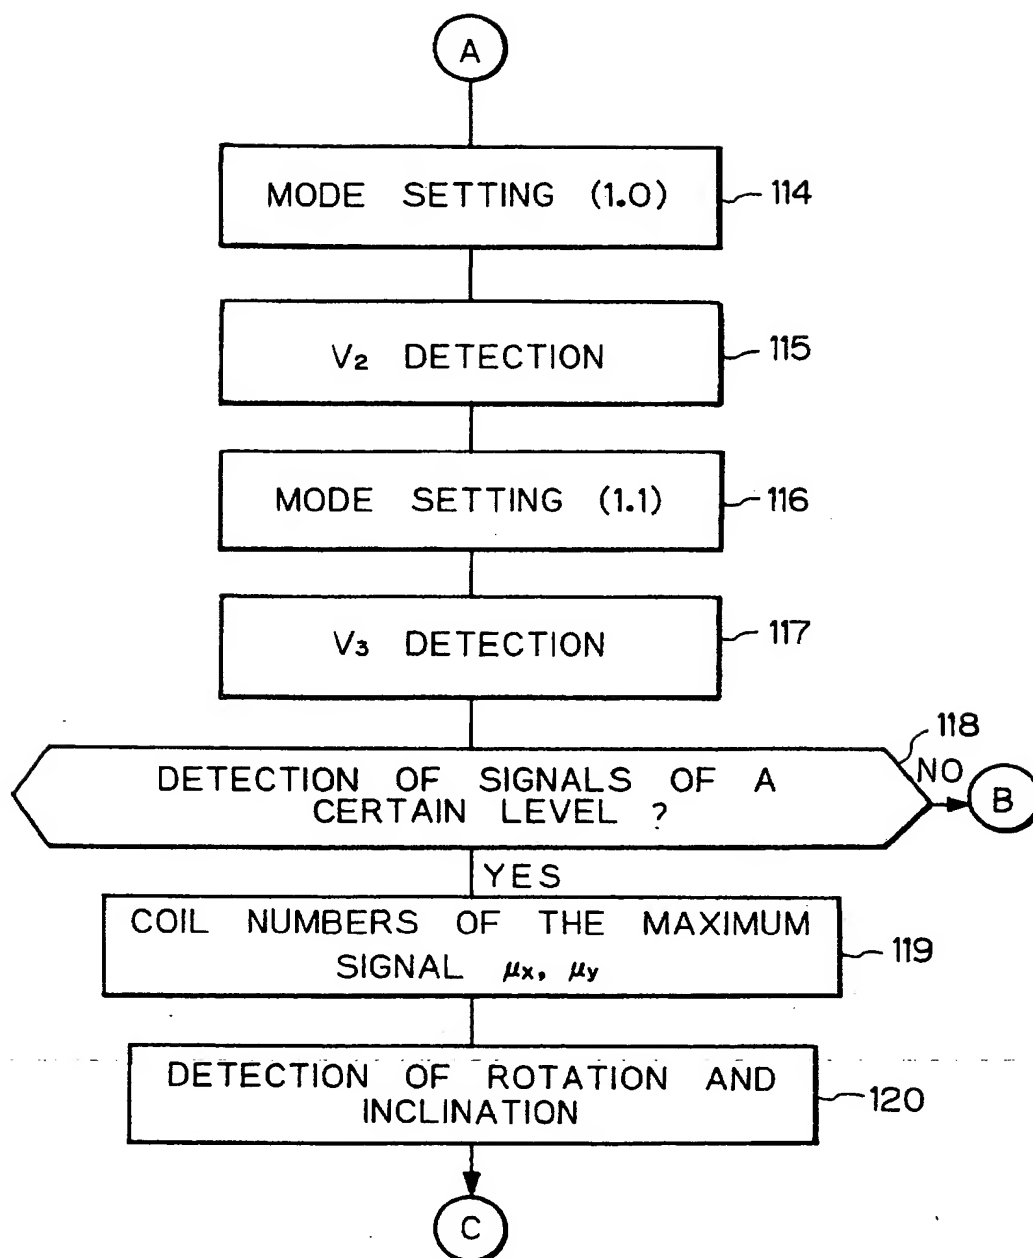 A
MODE SETTING (1.0)
114
V₂ DETECTION
115
MODE SETTING (1.1)
116
V₃ DETECTION
117
118
DETECTION OF SIGNALS OF A
CERTAIN LEVEL ?
NO
B
YES
COIL NUMBERS OF THE MAXIMUM
SIGNAL μx, μy
119
DETECTION OF ROTATION AND
INCLINATION
120
C